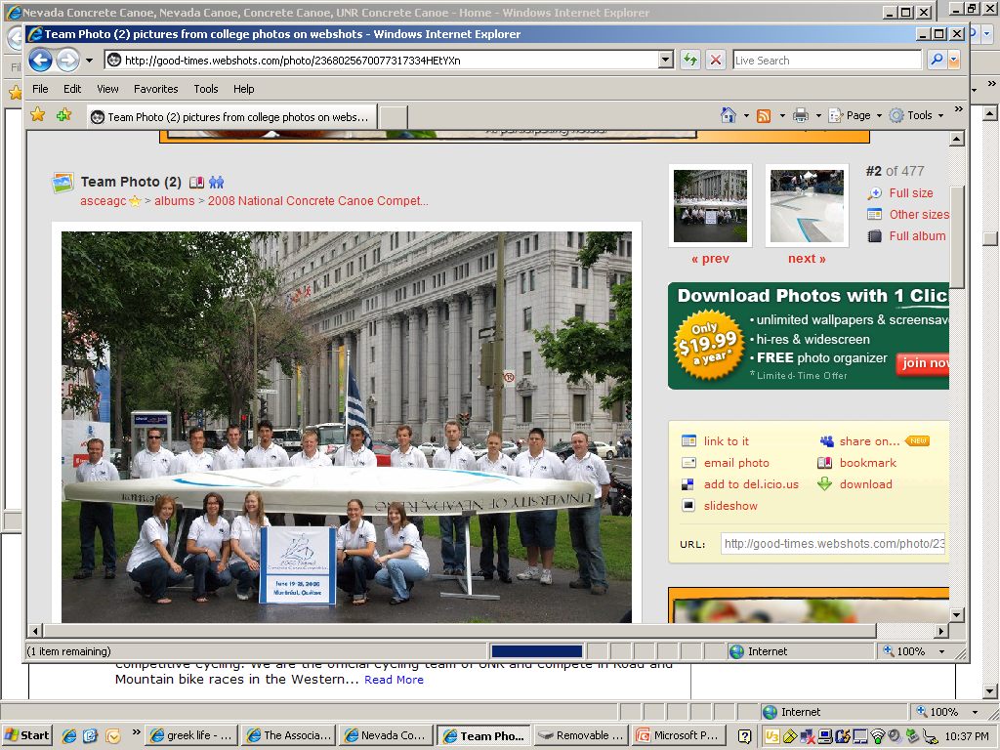 Nevada Concrete Canoe, Nevada Canoe, Concrete Canoe, UNR Concrete Canoe - Home - Windows Internet Explorer
Team Photo (2) pictures from college photos on webshots - Windows Internet Explorer
http://good-times.webshots.com/photo/2368025670077317334HEtYXn
Live Search
File Edit View Favorites Tools Help
Team Photo (2) pictures from college photos on webs...
Page Tools
Team Photo (2)
asceagc > albums > 2008 National Concrete Canoe Compet...
#2 of 477
Full size
Other sizes
Full album
« prev next »
Download Photos with 1 Clic
Only $19.99 a year*
• unlimited wallpapers & screensav
• hi-res & widescreen
• FREE photo organizer
*Limited-Time Offer
join now
UNIVERSITY OF NEVADA, RENO
June 19-21, 2008
Montréal, Québec
link to it
share on... NEW
email photo
bookmark
add to del.icio.us
download
slideshow
URL: http://good-times.webshots.com/photo/23
(1 item remaining)
Internet
100%
competitive cycling. We are the official cycling team of UNR and compete in Road and
Mountain bike races in the Western... Read More
Internet
100%
Start
greek life - ...
The Associa...
Nevada Co...
Team Pho...
Removable ...
Microsoft P...
10:37 PM